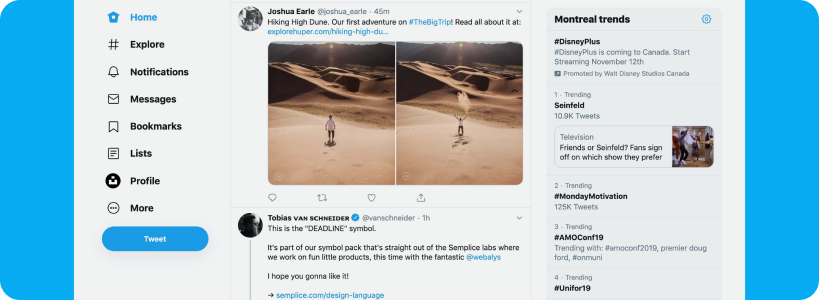 Home
Explore
Notifications
Messages
Bookmarks
Lists
Profile
More
Tweet
Joshua Earle @joshua_earle · 45m
Hiking High Dune. Our first adventure on #TheBigTrip! Read all about it at:
explorehuper.com/hiking-high-du...
Tobias VAN SCHNEIDER @vanschneider · 1h
This is the "DEADLINE" symbol.
It's part of our symbol pack that's straight out of the Semplice labs where
we work on fun little products, this time with the fantastic @webalys
I hope you gonna like it!
→ semplice.com/design-language
Montreal trends
#DisneyPlus
#DisneyPlus is coming to Canada. Start
Streaming November 12th
Promoted by Walt Disney Studios Canada
1 · Trending
Seinfeld
10.9K Tweets
Television
Friends or Seinfeld? Fans sign
off on which show they prefer
2 · Trending
#MondayMotivation
125K Tweets
3 · Trending
#AMOConf19
Trending with: #amoconf2019, premier doug
ford, #onmuni
4 · Trending
#Unifor19